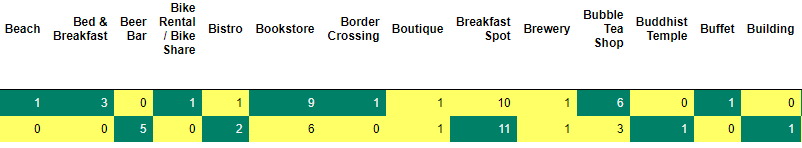 Beach Bed & Breakfast Beer Bar Bike Rental / Bike Share Bistro Bookstore Border Crossing Boutique Breakfast Spot Brewery Bubble Tea Shop Buddhist Temple Buffet Building
1 3 0 1 1 9 1 1 10 1 6 0 1 0
0 0 5 0 2 6 0 1 11 1 3 1 0 1